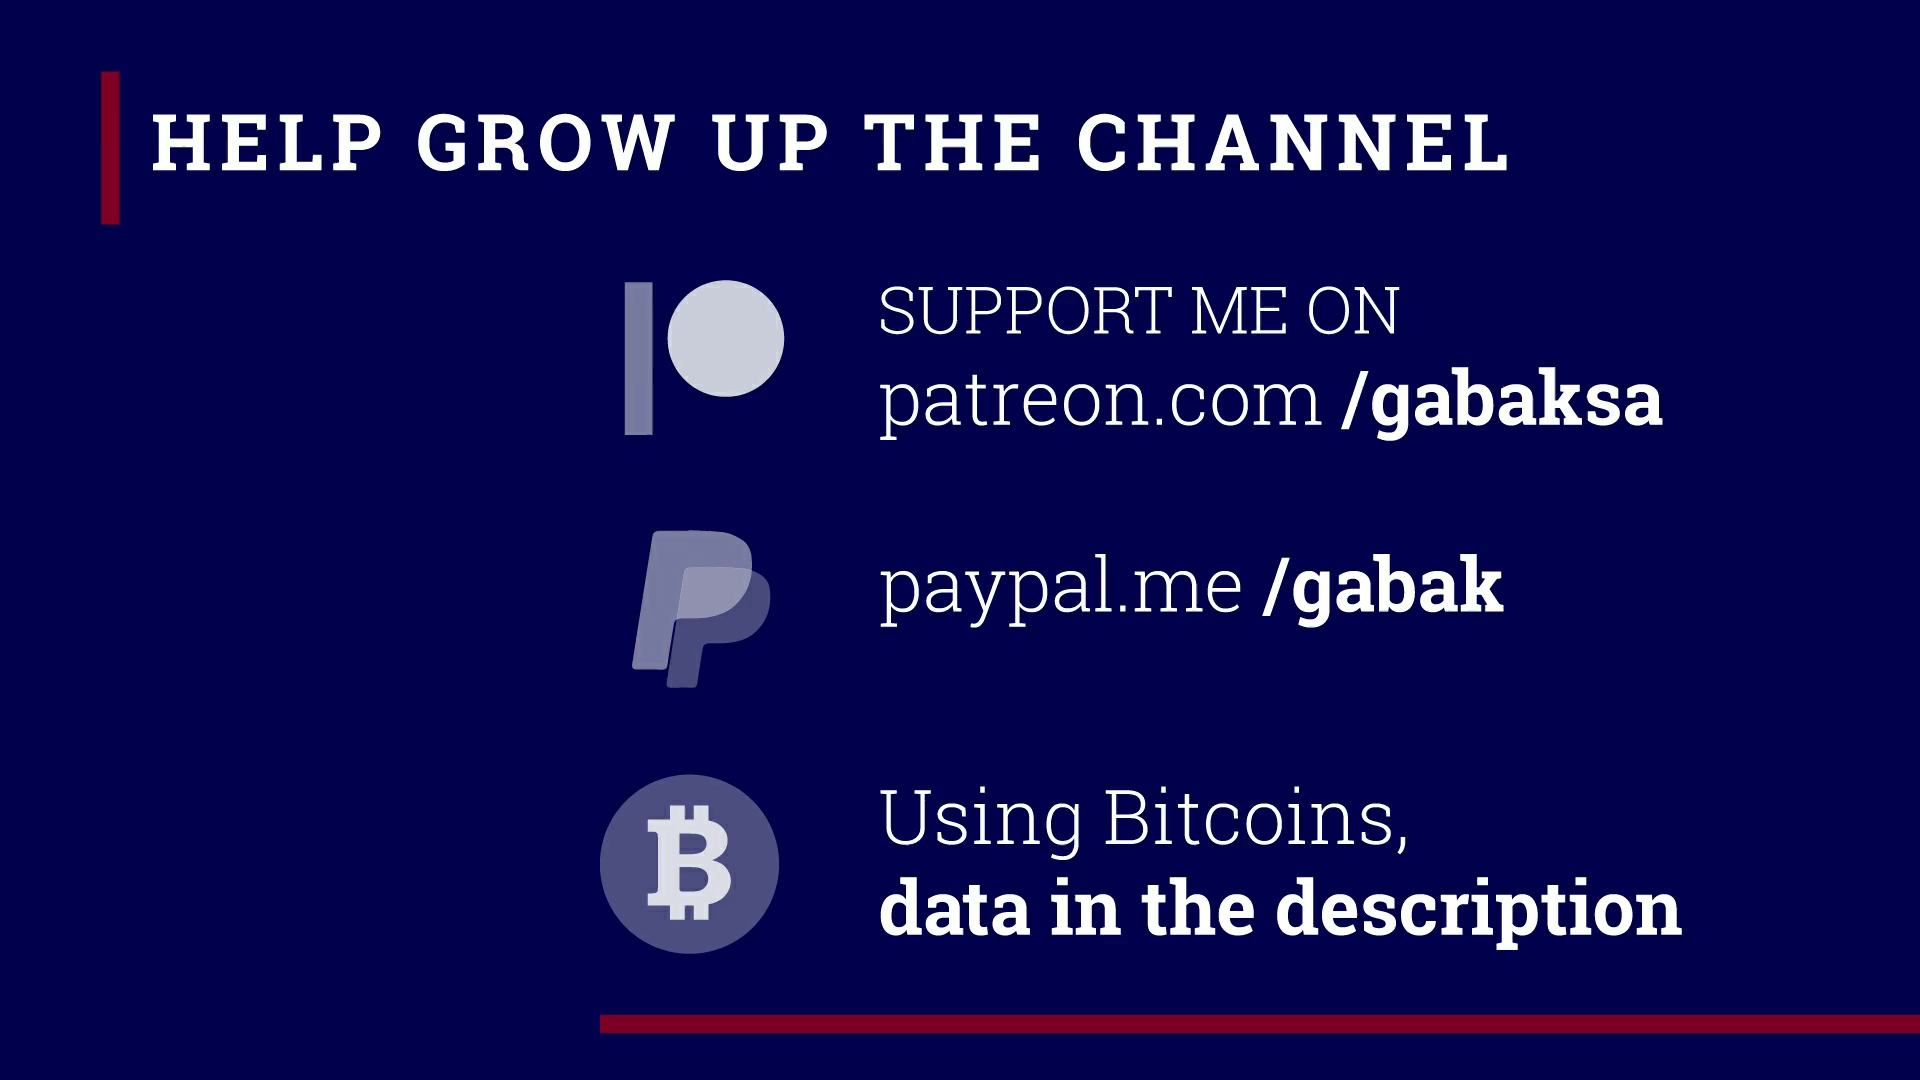 HELP GROW UP THE CHANNEL
SUPPORT ME ON
patreon.com /gabaksa
paypal.me /gabak
Using Bitcoins,
data in the description